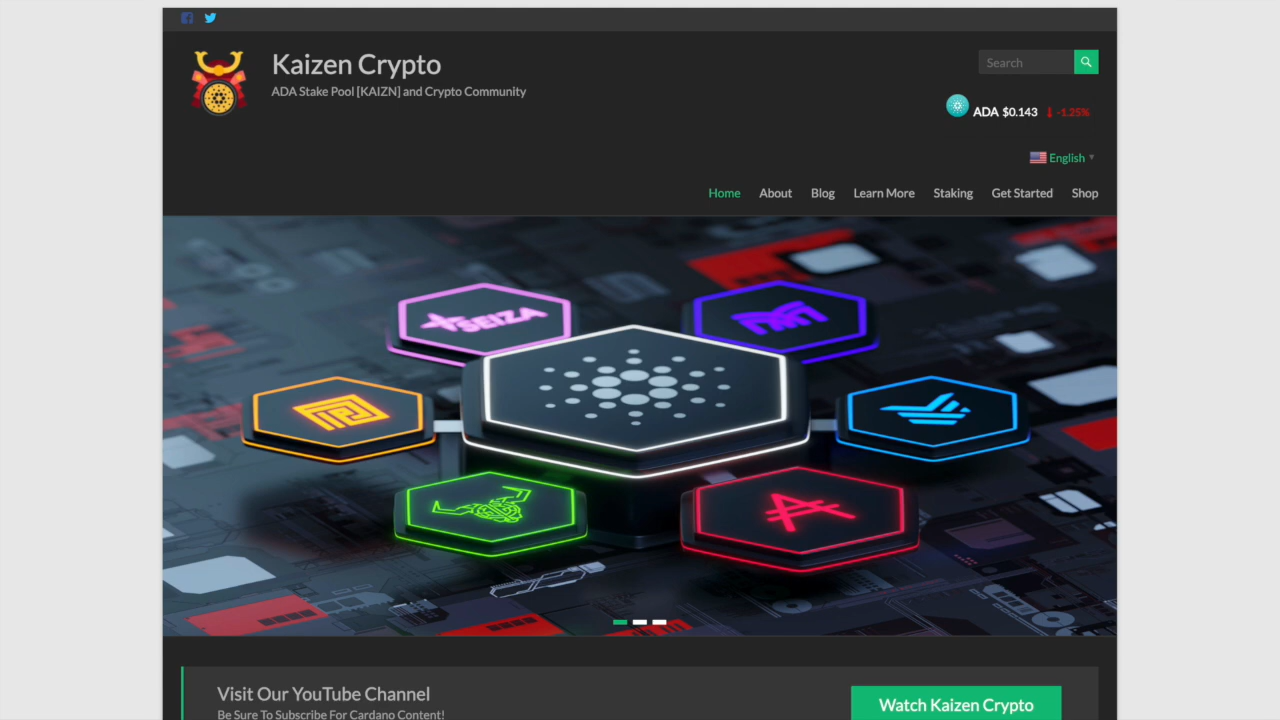 Kaizen Crypto
ADA Stake Pool [KAIZN] and Crypto Community
Search
ADA $0.143 -1.25%
English
Home About Blog Learn More Staking Get Started Shop
SEIZA
Visit Our YouTube Channel
Be Sure To Subscribe For Cardano Content!
Watch Kaizen Crypto